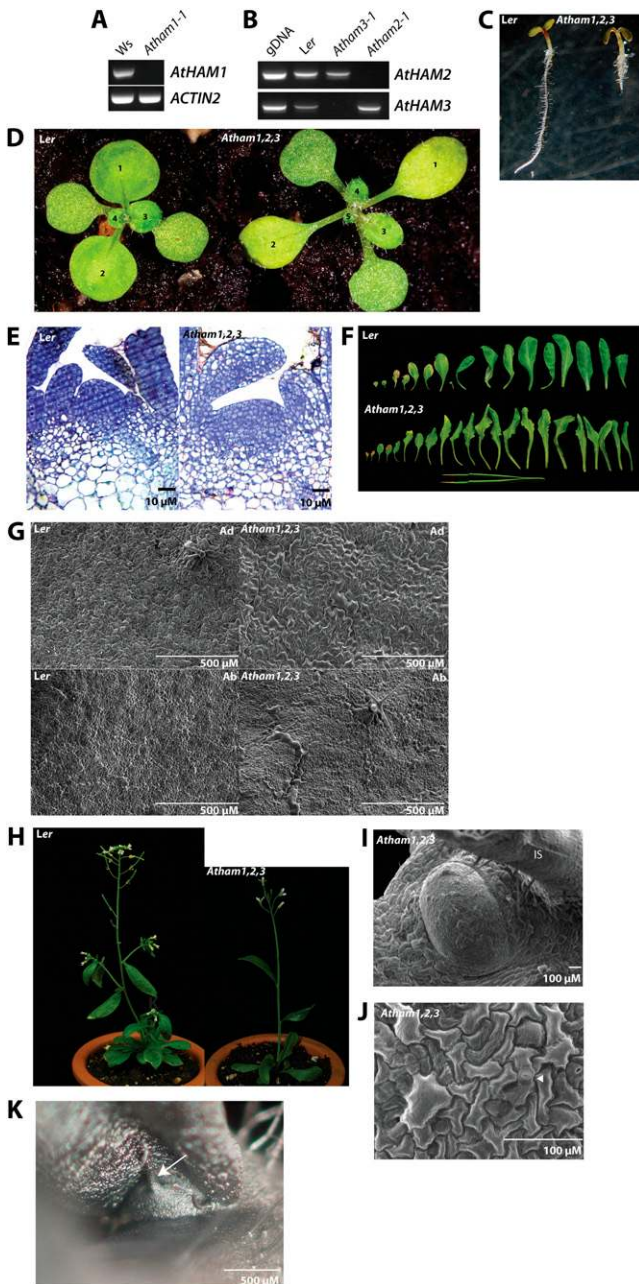 A
Ws
Atham1-1
AtHAM1
ACTIN2
B
gDNA
Ler
Atham3-1
Atham2-1
AtHAM2
AtHAM3
C
Ler
Atham1,2,3
D
Ler
1
4
3
2
Atham1,2,3
4
1
5
3
2
E
Ler
10 µM
Atham1,2,3
10 µM
F
Ler
Atham1,2,3
G
Ler
Ad
500 µM
Atham1,2,3
Ad
500 µM
Ler
Ab
500 µM
Atham1,2,3
Ab
500 µM
H
Ler
Atham1,2,3
I
Atham1,2,3
IS
100 µM
J
Atham1,2,3
100 µM
K
500 µM